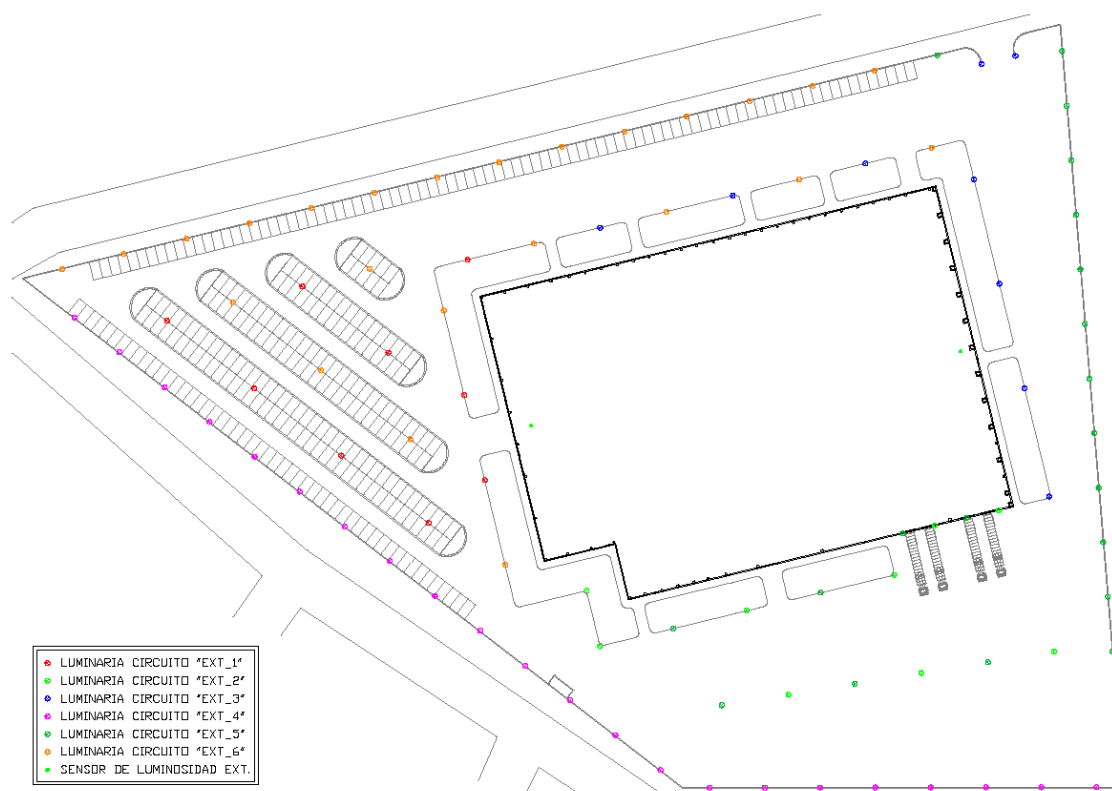 LUMINARIA CIRCUITO "EXT_1"
LUMINARIA CIRCUITO "EXT_2"
LUMINARIA CIRCUITO "EXT_3"
LUMINARIA CIRCUITO "EXT_4"
LUMINARIA CIRCUITO "EXT_5"
LUMINARIA CIRCUITO "EXT_6"
SENSOR DE LUMINOSIDAD EXT.